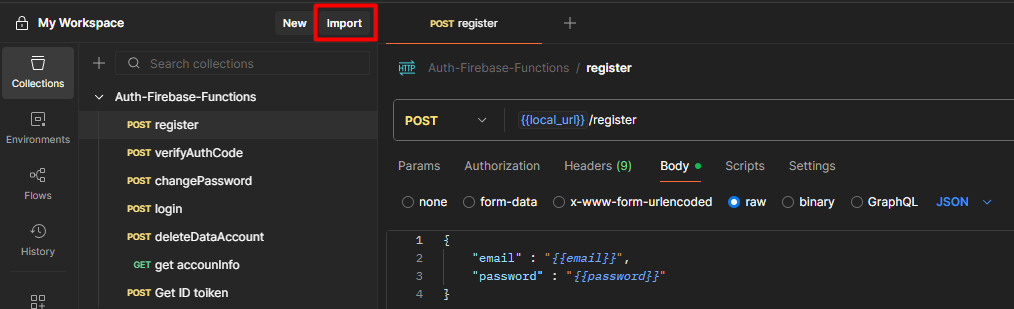 My Workspace
New
Import
POST register
Collections
Environments
Flows
History
Search collections
Auth-Firebase-Functions
POST register
POST verifyAuthCode
POST changePassword
POST login
POST deleteDataAccount
GET get accounInfo
POST Get ID toiken
HTTP Auth-Firebase-Functions / register
POST {{local_url}} /register
Params Authorization Headers (9) Body Scripts Settings
none form-data x-www-form-urlencoded raw binary GraphQL JSON
1 {
2 "email" : "{{email}}",
3 "password" : "{{password}}"
4 }